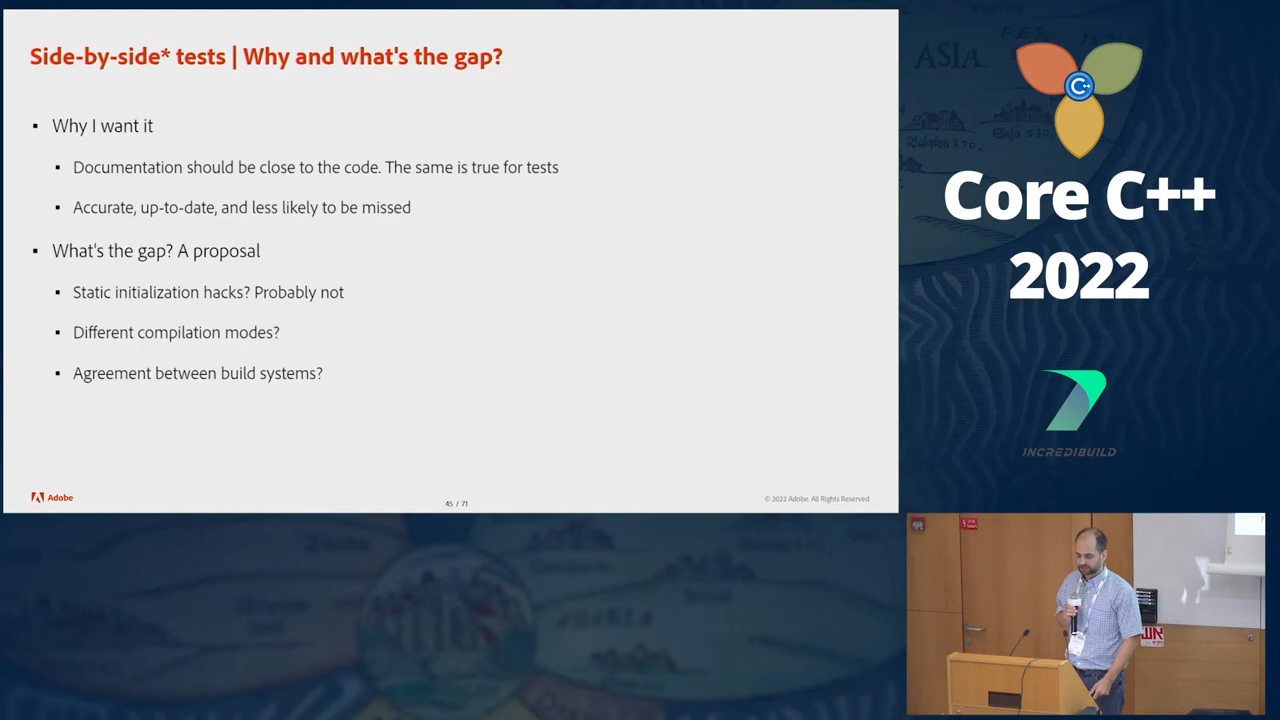 Side-by-side* tests | Why and what's the gap?
▪ Why I want it
▪ Documentation should be close to the code. The same is true for tests
▪ Accurate, up-to-date, and less likely to be missed
▪ What's the gap? A proposal
▪ Static initialization hacks? Probably not
▪ Different compilation modes?
▪ Agreement between build systems?
Adobe
45 / 71
© 2022 Adobe. All Rights Reserved.
ASIA
C++
Core C++
2022
INCREDIBUILD
אש